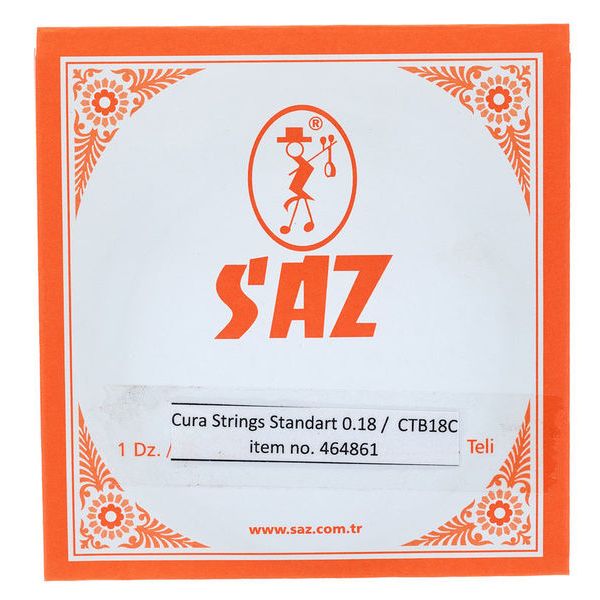 ®
SAZ
Cura Strings Standart 0.18 / CTB18C
1 Dz. / item no. 464861 Teli
www.saz.com.tr